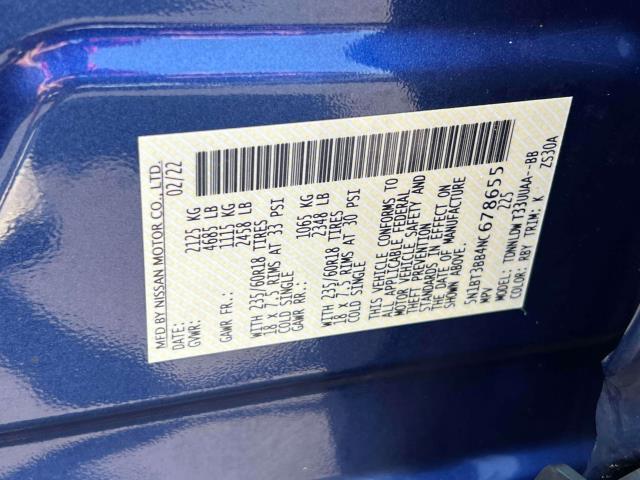 MFD BY NISSAN MOTOR CO., LTD.
DATE: 02/22
GVWR: 2125 KG
4685 LB
GAWR FR.: 1115 KG
2458 LB
WITH 235/60R18 TIRES
18 X 7.5 RIMS AT 33 PSI
COLD SINGLE
GAWR RR.: 1065 KG
2348 LB
WITH 235/60R18 TIRES
18 X 7.5 RIMS AT 30 PSI
COLD SINGLE
THIS VEHICLE CONFORMS TO
ALL APPLICABLE FEDERAL
MOTOR VEHICLE SAFETY AND
THEFT PREVENTION
STANDARDS IN EFFECT ON
THE DATE OF MANUFACTURE
SHOWN ABOVE.
5N1BT3BB4NC678655
MPV 225
MODEL: TDNNLDWT33UUAA--BB
COLOR: RBY TRIM: K ZS30A